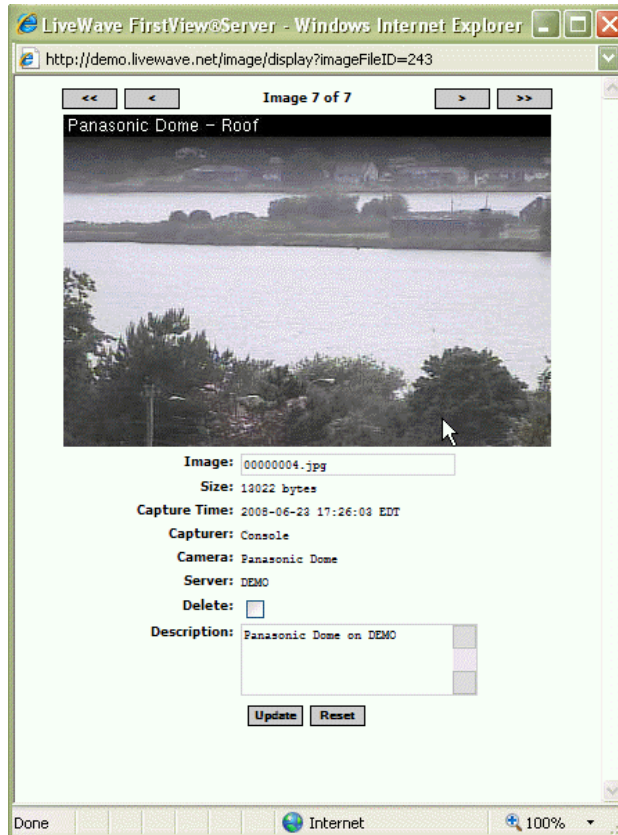 LiveWave FirstView®Server - Windows Internet Explorer
http://demo.livewave.net/image/display?imageFileID=243
<< < Image 7 of 7 > >>
Panasonic Dome - Roof
Image: 00000004.jpg
Size: 13022 bytes
Capture Time: 2008-06-23 17:26:03 EDT
Capturer: Console
Camera: Panasonic Dome
Server: DEMO
Delete:
Description: Panasonic Dome on DEMO
Update Reset
Done Internet 100%